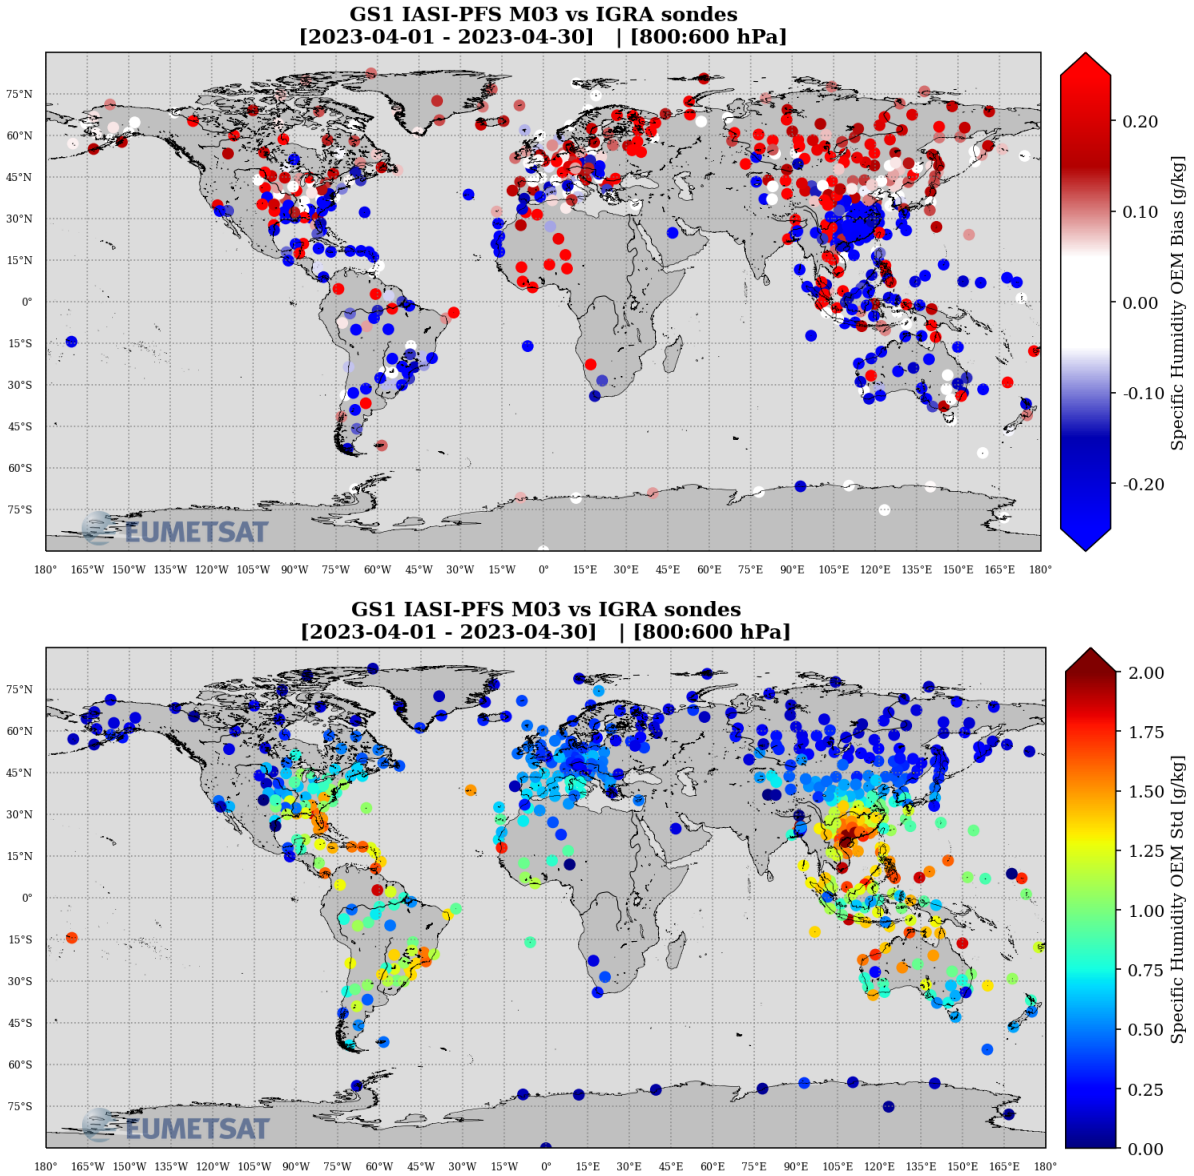 GS1 IASI-PFS M03 vs IGRA sondes
[2023-04-01 - 2023-04-30] | [800:600 hPa]
75°N
60°N
45°N
30°N
15°N
0°
15°S
30°S
45°S
60°S
75°S
EUMETSAT
180° 165°W 150°W 135°W 120°W 105°W 90°W 75°W 60°W 45°W 30°W 15°W 0° 15°E 30°E 45°E 60°E 75°E 90°E 105°E 120°E 135°E 150°E 165°E 180°
0.20
0.10
0.00
-0.10
-0.20
Specific Humidity OEM Bias [g/kg]
GS1 IASI-PFS M03 vs IGRA sondes
[2023-04-01 - 2023-04-30] | [800:600 hPa]
75°N
60°N
45°N
30°N
15°N
0°
15°S
30°S
45°S
60°S
75°S
EUMETSAT
180° 165°W 150°W 135°W 120°W 105°W 90°W 75°W 60°W 45°W 30°W 15°W 0° 15°E 30°E 45°E 60°E 75°E 90°E 105°E 120°E 135°E 150°E 165°E 180°
2.00
1.75
1.50
1.25
1.00
0.75
0.50
0.25
0.00
Specific Humidity OEM Std [g/kg]